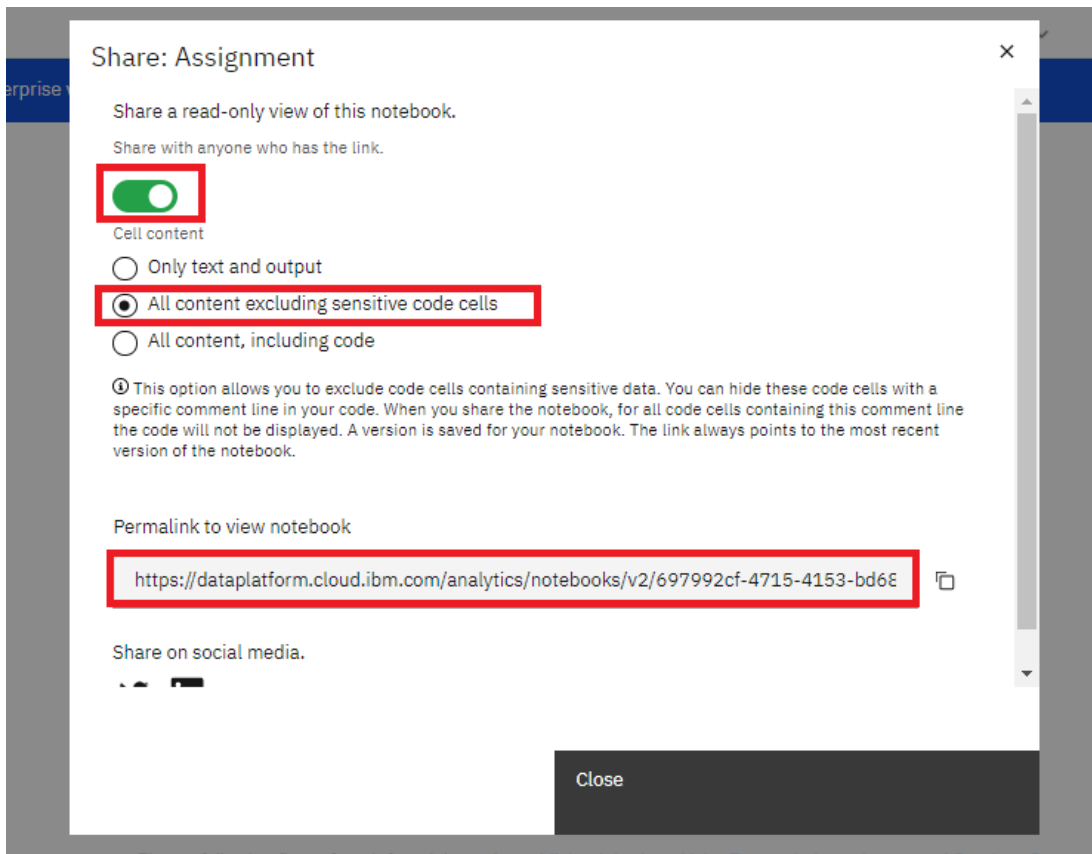 Share: Assignment
erprise
Share a read-only view of this notebook.
Share with anyone who has the link.
Cell content
Only text and output
All content excluding sensitive code cells
All content, including code
This option allows you to exclude code cells containing sensitive data. You can hide these code cells with a
specific comment line in your code. When you share the notebook, for all code cells containing this comment line
the code will not be displayed. A version is saved for your notebook. The link always points to the most recent
version of the notebook.
Permalink to view notebook
https://dataplatform.cloud.ibm.com/analytics/notebooks/v2/697992cf-4715-4153-bd68
Share on social media.
Close